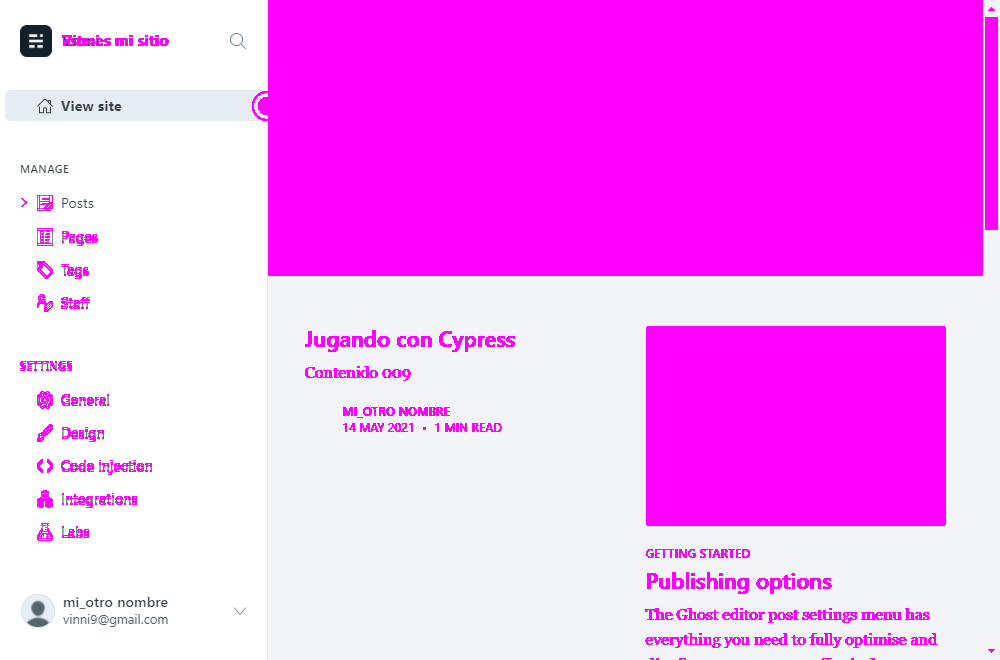 mi sitio
View site
MANAGE
Posts
Pages
Tags
Staff
SETTINGS
General
Design
Code injection
Integrations
Labs
mi_otro nombre
vinni9@gmail.com
Jugando con Cypress
Contenido 009
MI_OTRO NOMBRE
14 MAY 2021 • 1 MIN READ
GETTING STARTED
Publishing options
The Ghost editor post settings menu has
everything you need to fully optimise and